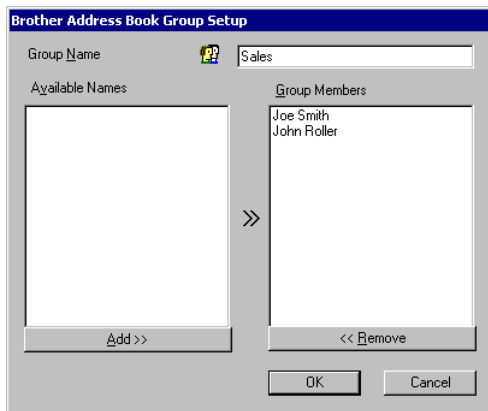 Brother Address Book Group Setup
Group Name
Sales
Available Names
Group Members
Joe Smith
John Roller
Add >>
<< Remove
OK
Cancel